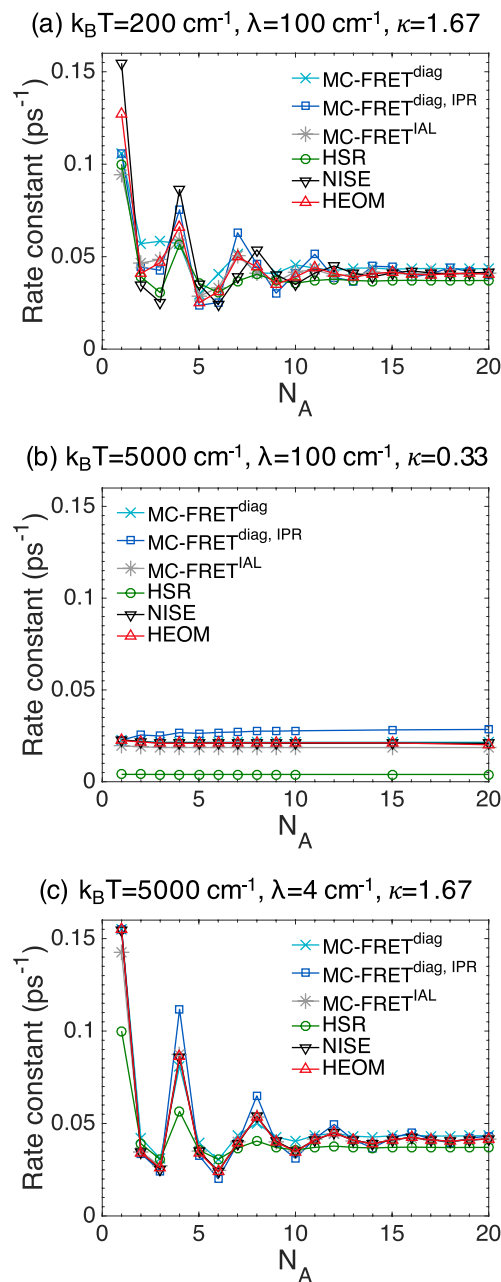 (a) k_BT=200 cm⁻¹, λ=100 cm⁻¹, κ=1.67
0.15
0.1
0.05
0
Rate constant (ps⁻¹)
MC-FRET^diag
MC-FRET^diag, IPR
MC-FRET^IAL
HSR
NISE
HEOM
0 5 10 15 20
N_A
(b) k_BT=5000 cm⁻¹, λ=100 cm⁻¹, κ=0.33
0.15
0.1
0.05
0
Rate constant (ps⁻¹)
MC-FRET^diag
MC-FRET^diag, IPR
MC-FRET^IAL
HSR
NISE
HEOM
0 5 10 15 20
N_A
(c) k_BT=5000 cm⁻¹, λ=4 cm⁻¹, κ=1.67
0.15
0.1
0.05
0
Rate constant (ps⁻¹)
MC-FRET^diag
MC-FRET^diag, IPR
MC-FRET^IAL
HSR
NISE
HEOM
0 5 10 15 20
N_A